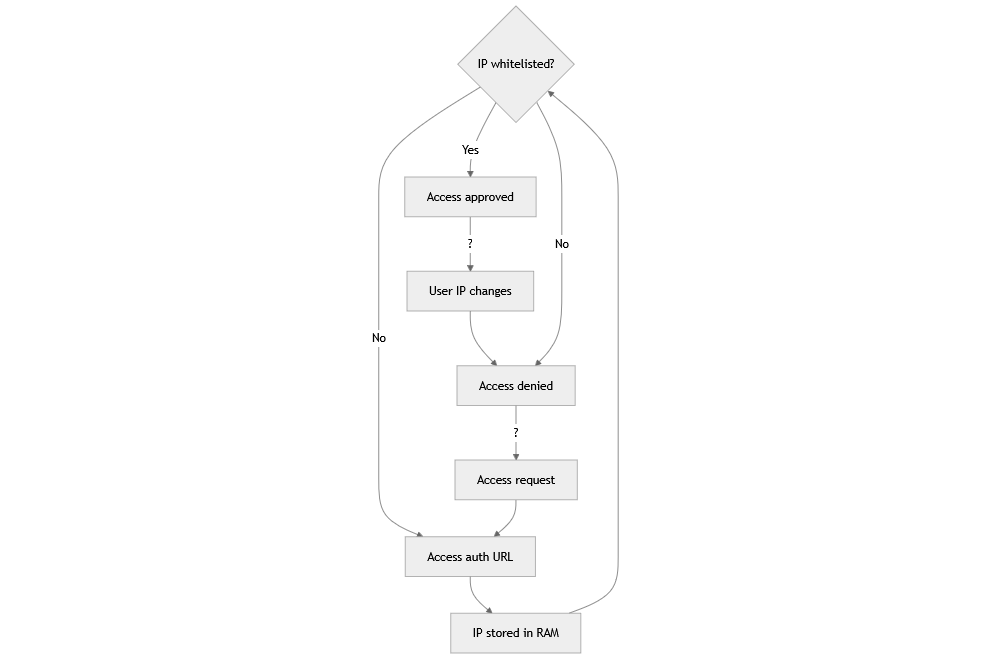 IP whitelisted?
Yes
Access approved
?
No
User IP changes
No
Access denied
?
Access request
Access auth URL
IP stored in RAM